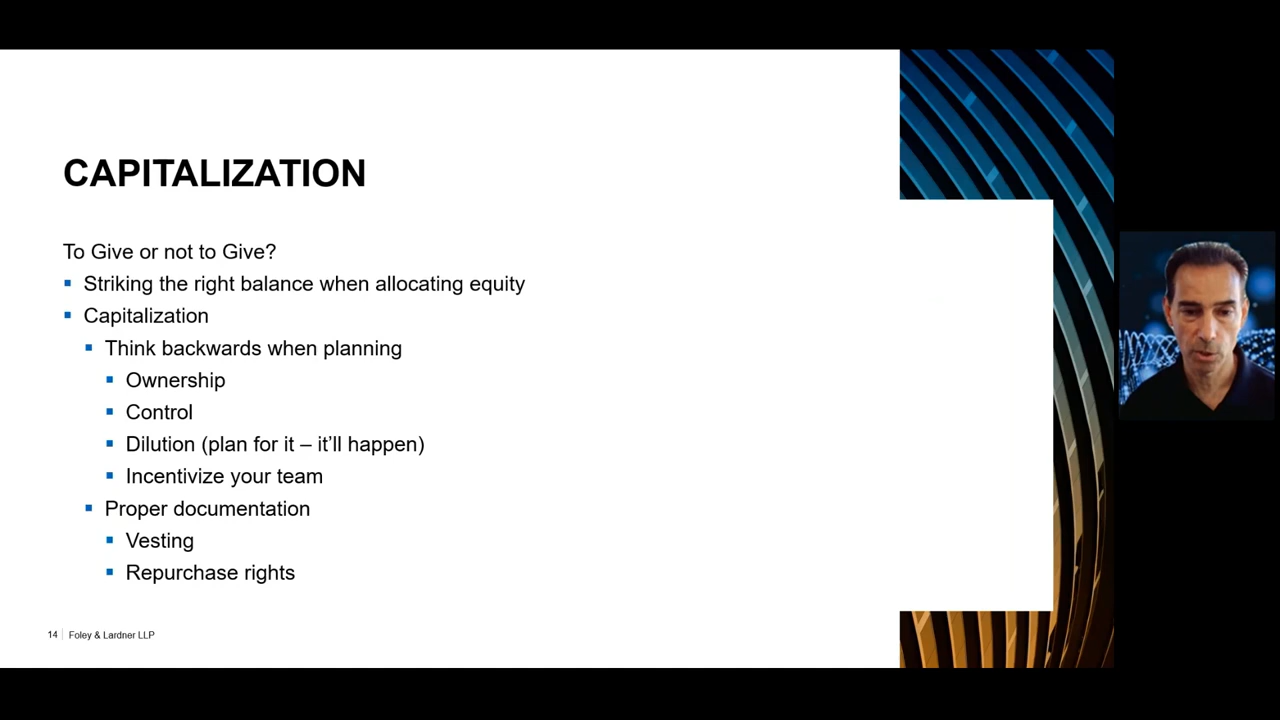 CAPITALIZATION
To Give or not to Give?
▪ Striking the right balance when allocating equity
▪ Capitalization
▪ Think backwards when planning
▪ Ownership
▪ Control
▪ Dilution (plan for it – it’ll happen)
▪ Incentivize your team
▪ Proper documentation
▪ Vesting
▪ Repurchase rights
14 | Foley & Lardner LLP